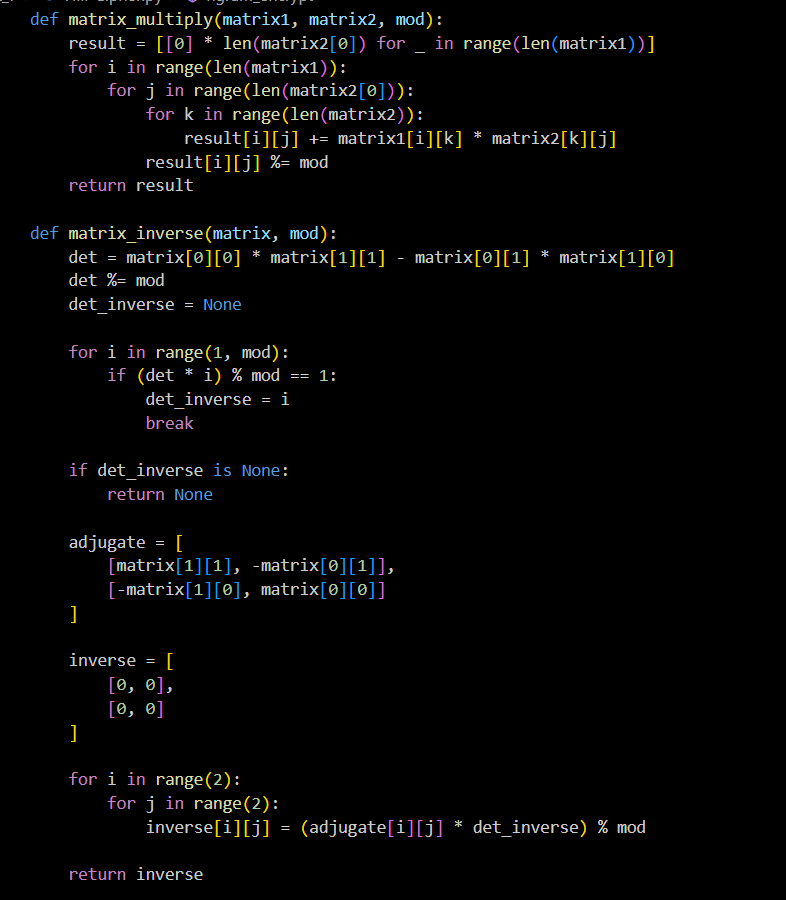 def matrix_multiply(matrix1, matrix2, mod):
    result = [[0] * len(matrix2[0]) for _ in range(len(matrix1))]
    for i in range(len(matrix1)):
        for j in range(len(matrix2[0])):
            for k in range(len(matrix2)):
                result[i][j] += matrix1[i][k] * matrix2[k][j]
            result[i][j] %= mod
    return result

def matrix_inverse(matrix, mod):
    det = matrix[0][0] * matrix[1][1] - matrix[0][1] * matrix[1][0]
    det %= mod
    det_inverse = None

    for i in range(1, mod):
        if (det * i) % mod == 1:
            det_inverse = i
            break

    if det_inverse is None:
        return None

    adjugate = [
        [matrix[1][1], -matrix[0][1]],
        [-matrix[1][0], matrix[0][0]]
    ]

    inverse = [
        [0, 0],
        [0, 0]
    ]

    for i in range(2):
        for j in range(2):
            inverse[i][j] = (adjugate[i][j] * det_inverse) % mod

    return inverse